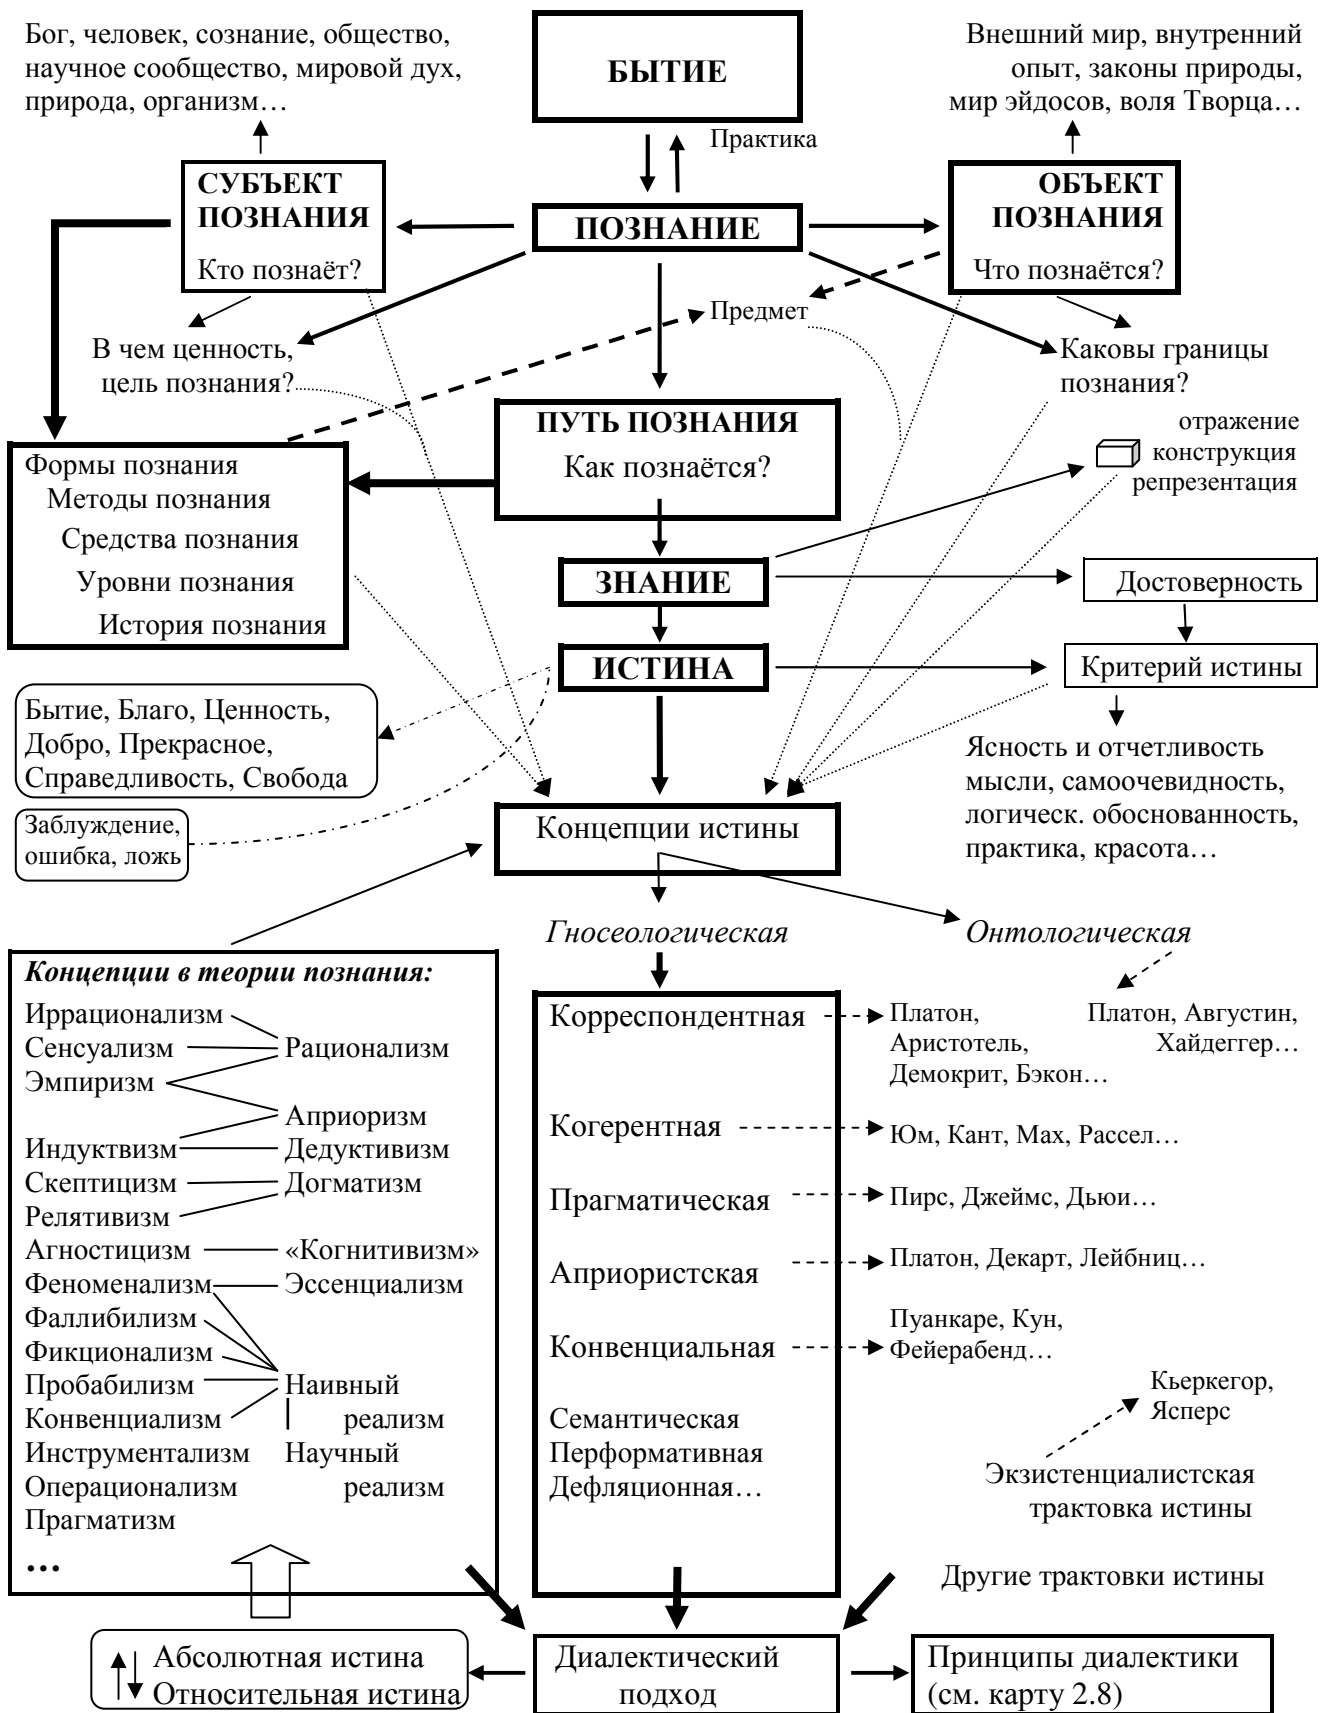 Бог, человек, сознание, общество,
научное сообщество, мировой дух,
природа, организм…
БЫТИЕ
Внешний мир, внутренний
опыт, законы природы,
мир эйдосов, воля Творца…
Практика
СУБЪЕКТ
ПОЗНАНИЯ
Кто познаёт?
ПОЗНАНИЕ
ОБЪЕКТ
ПОЗНАНИЯ
Что познаётся?
Предмет
В чем ценность,
цель познания?
Каковы границы
познания?
ПУТЬ ПОЗНАНИЯ
Как познаётся?
отражение
конструкция
репрезентация
Формы познания
Методы познания
Средства познания
Уровни познания
История познания
ЗНАНИЕ
Достоверность
ИСТИНА
Критерий истины
Бытие, Благо, Ценность,
Добро, Прекрасное,
Справедливость, Свобода
Ясность и отчетливость
мысли, самоочевидность,
логическ. обоснованность,
практика, красота…
Заблуждение,
ошибка, ложь
Концепции истины
Гносеологическая
Онтологическая
Концепции в теории познания:
Иррационализм
Сенсуализм Рационализм
Эмпиризм
Априоризм
Индуктвизм Дедуктивизм
Скептицизм Догматизм
Релятивизм
Агностицизм «Когнитивизм»
Феноменализм Эссенциализм
Фаллибилизм
Фикционализм
Пробабилизм Наивный
Конвенциализм реализм
Инструментализм Научный
Операционализм реализм
Прагматизм
…
Корреспондентная
Платон,
Аристотель,
Демокрит, Бэкон…
Платон, Августин,
Хайдеггер…
Когерентная
Юм, Кант, Мах, Рассел…
Прагматическая
Пирс, Джеймс, Дьюи…
Априористская
Платон, Декарт, Лейбниц…
Конвенциальная
Пуанкаре, Кун,
Фейерабенд…
Семантическая
Перформативная
Дефляционная…
Кьеркегор,
Ясперс
Экзистенциалистская
трактовка истины
Другие трактовки истины
Абсолютная истина
Относительная истина
Диалектический
подход
Принципы диалектики
(см. карту 2.8)